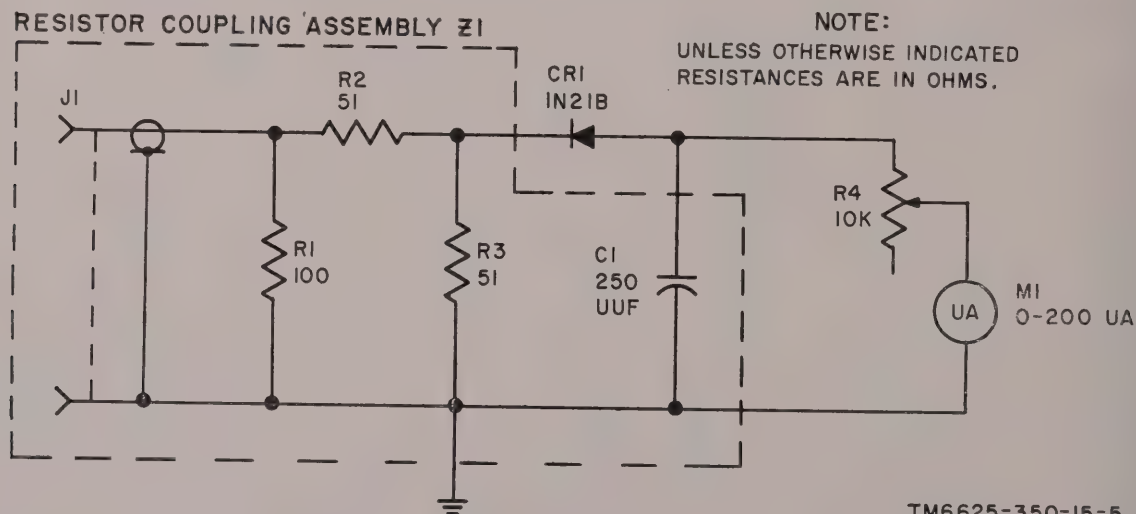 RESISTOR COUPLING ASSEMBLY Z1
NOTE:
UNLESS OTHERWISE INDICATED
RESISTANCES ARE IN OHMS.
J1
R2
51
CR1
1N21B
R1
100
R3
51
C1
250
UUF
R4
10K
UA
M1
0-200 UA
TM6625-350-15-5